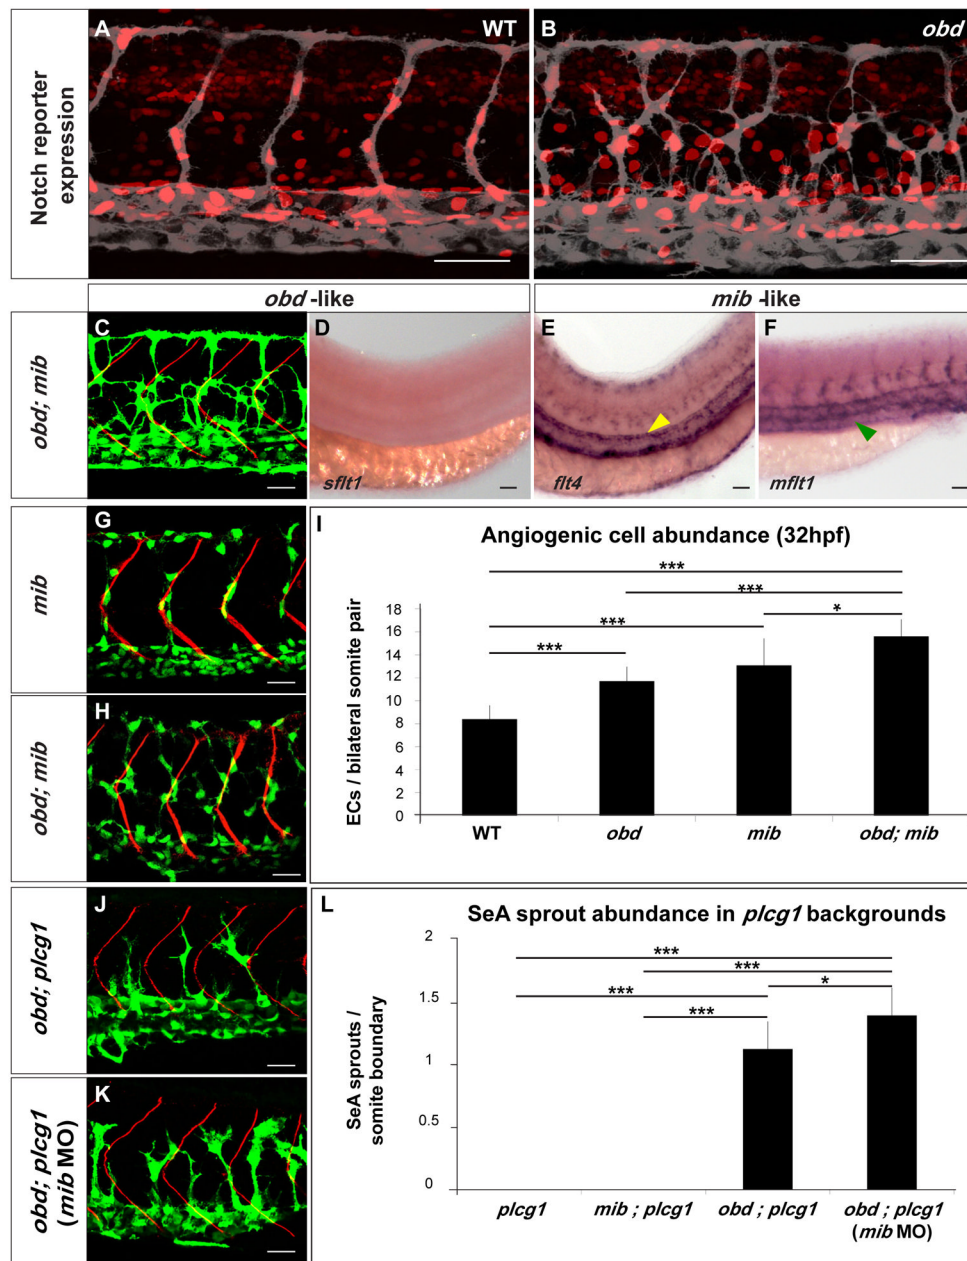 Notch reporter
expression
A
WT
B
obd
obd -like
mib -like
obd; mib
C
D
sflt1
E
flt4
F
mflt1
mib
G
obd; mib
H
I
Angiogenic cell abundance (32hpf)
ECs / bilateral somite pair
18
16
14
12
10
8
6
4
2
0
***
***
***
*
***
WT
obd
mib
obd; mib
obd; plcg1
J
obd; plcg1
(mib MO)
K
L
SeA sprout abundance in plcg1 backgrounds
SeA sprouts /
somite boundary
2
1.5
1
0.5
0
***
***
***
*
***
plcg1
mib ; plcg1
obd ; plcg1
obd ; plcg1
(mib MO)